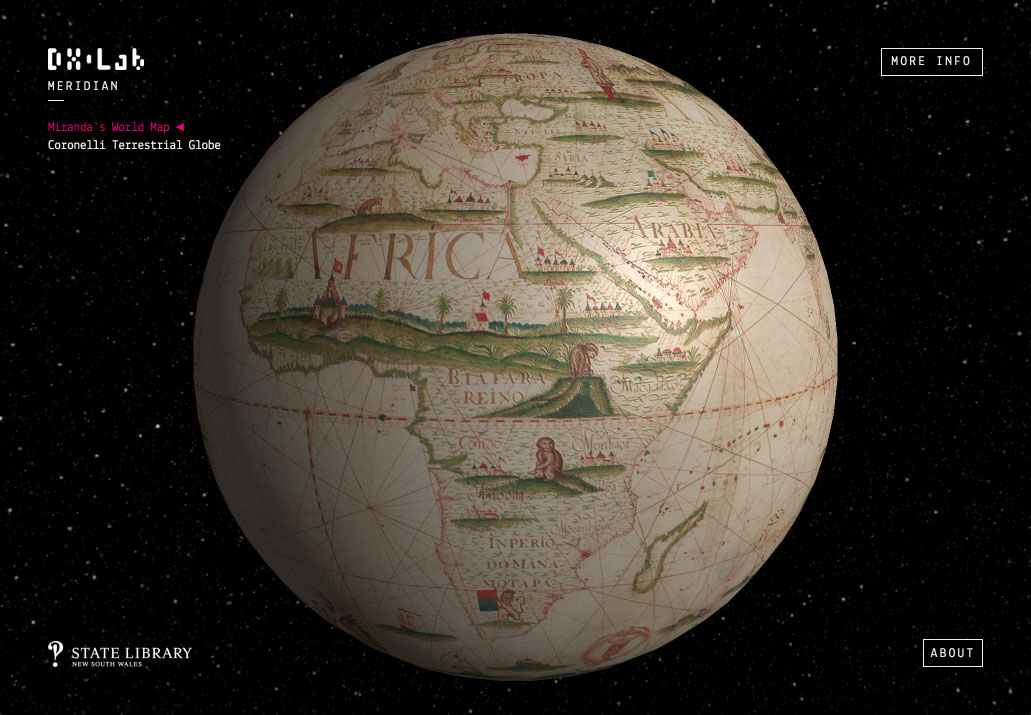 DX·Lab
MERIDIAN
Miranda's World Map ◀
Coronelli Terrestrial Globe
MORE INFO
SIRIA
ARABIA
AFRICA
BIAFARA
REINO
INPERIO
DO MANA
MOTAPA
STATE LIBRARY
NEW SOUTH WALES
ABOUT